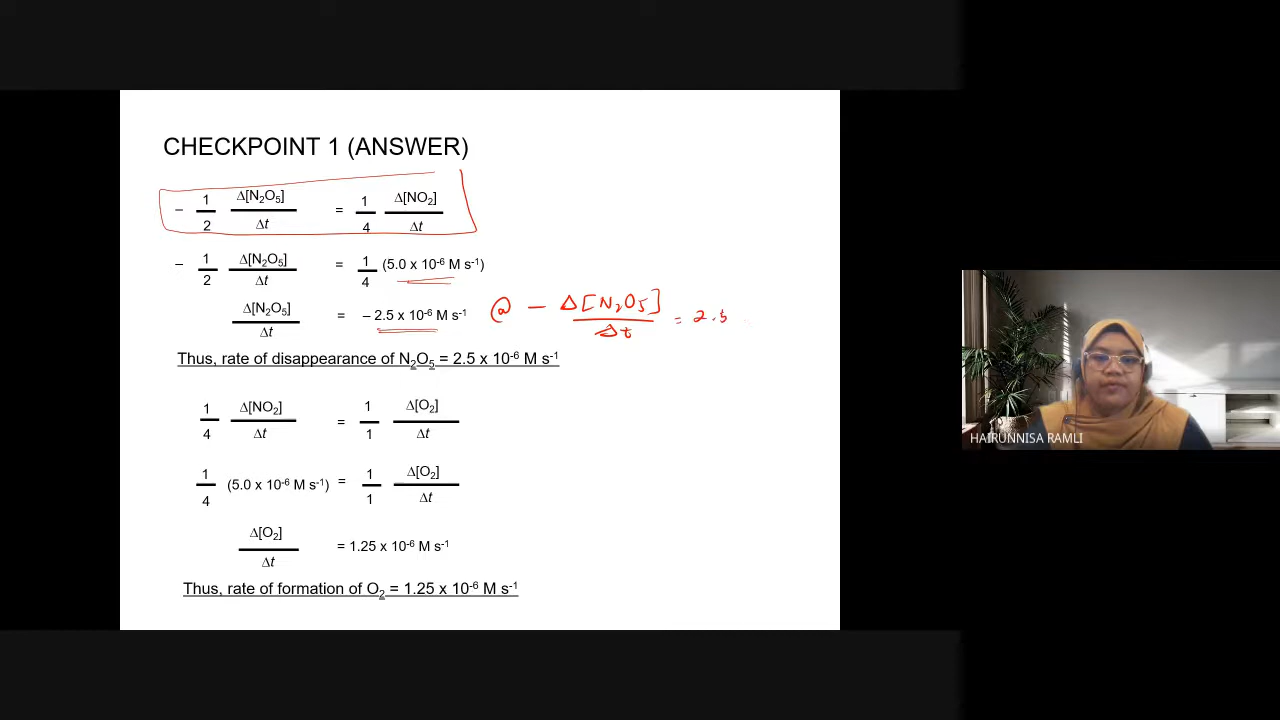 CHECKPOINT 1 (ANSWER)
– 1/2 Δ[N₂O₅]/Δt = 1/4 Δ[NO₂]/Δt
– 1/2 Δ[N₂O₅]/Δt = 1/4 (5.0 x 10⁻⁶ M s⁻¹)
Δ[N₂O₅]/Δt = – 2.5 x 10⁻⁶ M s⁻¹ @ – Δ[N₂O₅]/Δt = 2.5
Thus, rate of disappearance of N₂O₅ = 2.5 x 10⁻⁶ M s⁻¹
1/4 Δ[NO₂]/Δt = 1/1 Δ[O₂]/Δt
1/4 (5.0 x 10⁻⁶ M s⁻¹) = 1/1 Δ[O₂]/Δt
Δ[O₂]/Δt = 1.25 x 10⁻⁶ M s⁻¹
Thus, rate of formation of O₂ = 1.25 x 10⁻⁶ M s⁻¹
HAIRUNNISA RAMLI